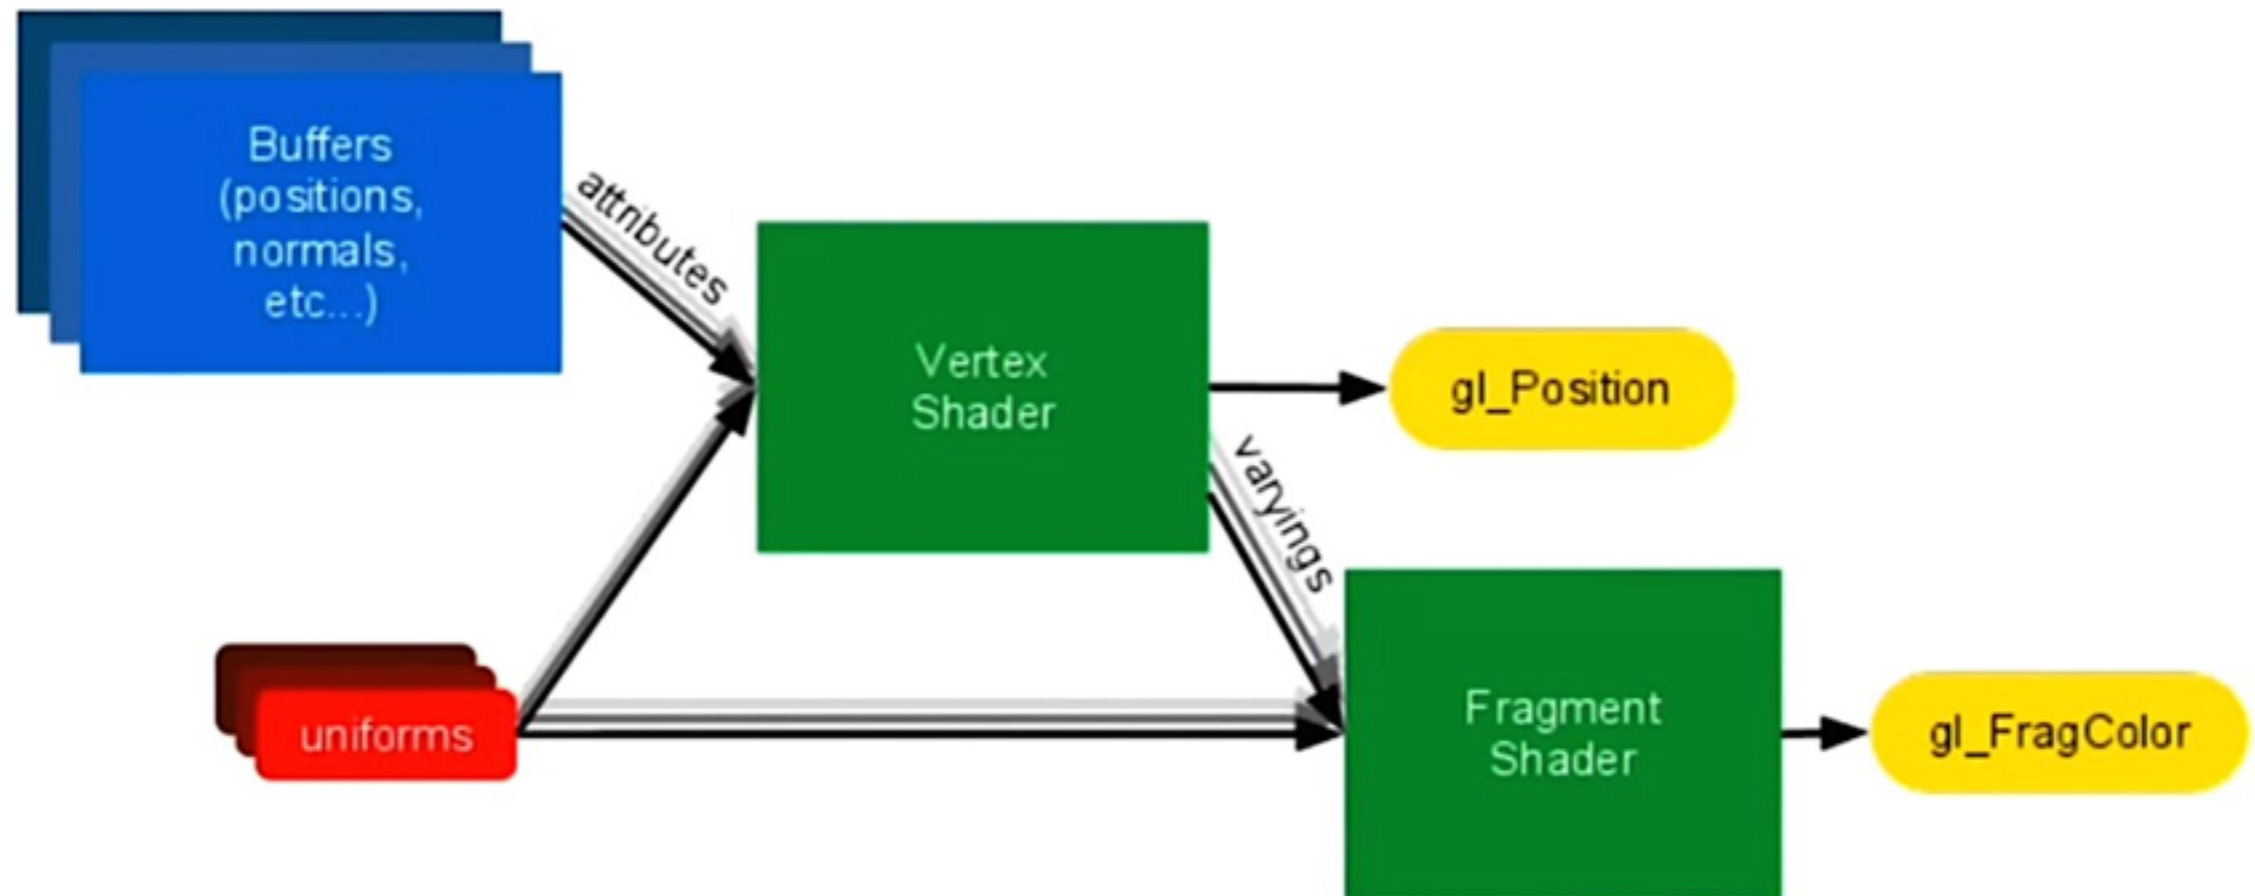 Buffers
(positions,
normals,
etc...)
attributes
Vertex
Shader
gl_Position
varyings
uniforms
Fragment
Shader
gl_FragColor